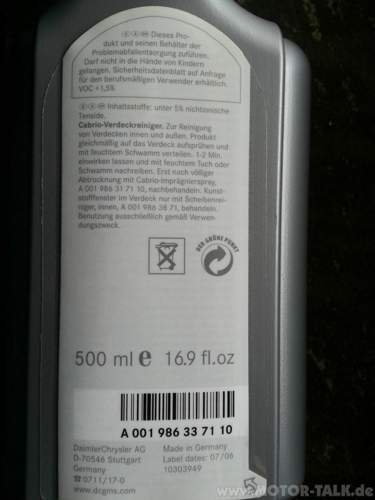 Dieses Pro-
dukt und seinen Behälter der
Problemabfallentsorgung zuführen.
Darf nicht in die Hände von Kindern
gelangen. Sicherheitsdatenblatt auf Anfrage
für den berufsmäßigen Verwender erhältlich.
VOC <1,5%
Inhaltsstoffe: unter 5% nichtionische
Tenside.
Cabrio-Verdeckreiniger. Zur Reinigung
von Verdecken innen und außen. Produkt
gleichmäßig auf das Verdeck aufsprühen und
mit feuchtem Schwamm verteilen. 1-2 Min.
einwirken lassen und mit feuchtem Tuch oder
Schwamm nachreiben. Erst nach völliger
Abtrocknung mit Cabrio-Imprägnierspray,
A 001 986 31 71 10, nachbehandeln. Kunst-
stofffenster im Verdeck nur mit Scheibenrei-
niger, innen, A 001 986 38 71, behandeln.
Benutzung ausschließlich gemäß Verwen-
dungszweck.
DER GRÜNE PUNKT
500 ml e 16.9 fl.oz
A 001 986 33 71 10
DaimlerChrysler AG Made in Germany
D-70546 Stuttgart Label dates: 07/06
Germany 10303949
☎ 0711/17-0
www.dcgms.com
www.MOTOR-TALK.de